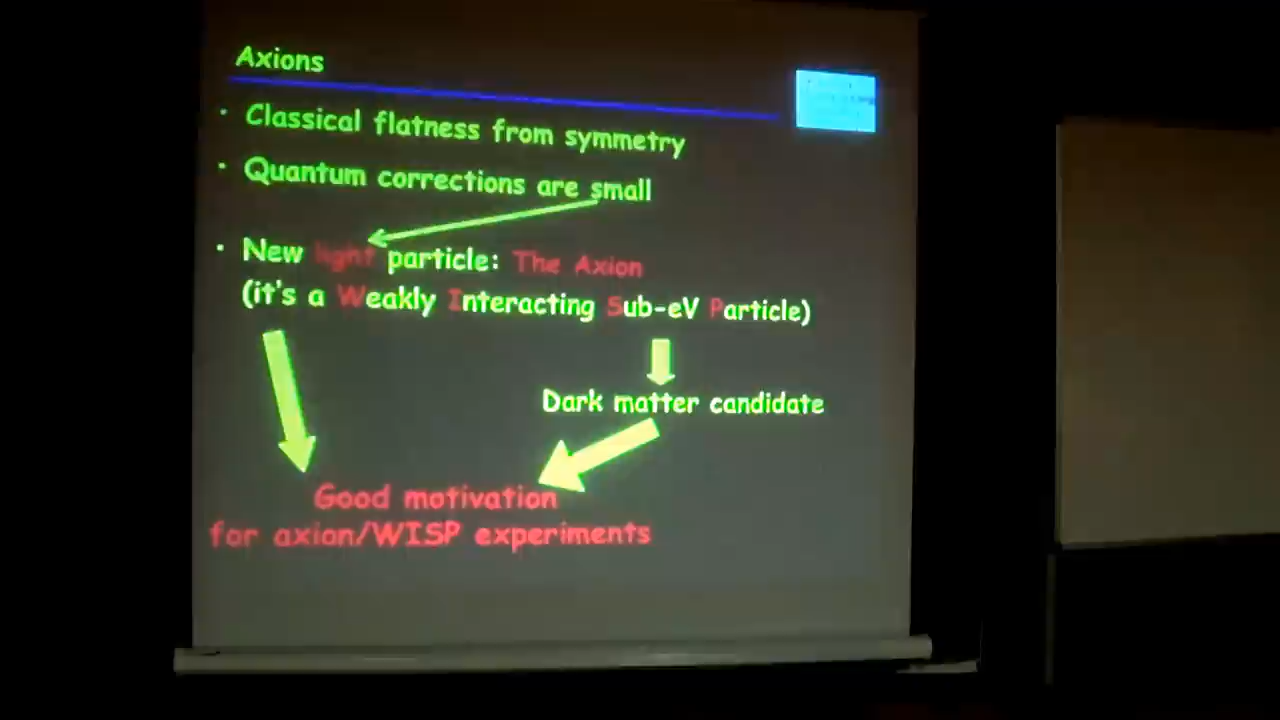 Axions
• Classical flatness from symmetry
• Quantum corrections are small
• New light particle: The Axion
(it's a Weakly Interacting Sub-eV Particle)
Dark matter candidate
Good motivation
for axion/WISP experiments